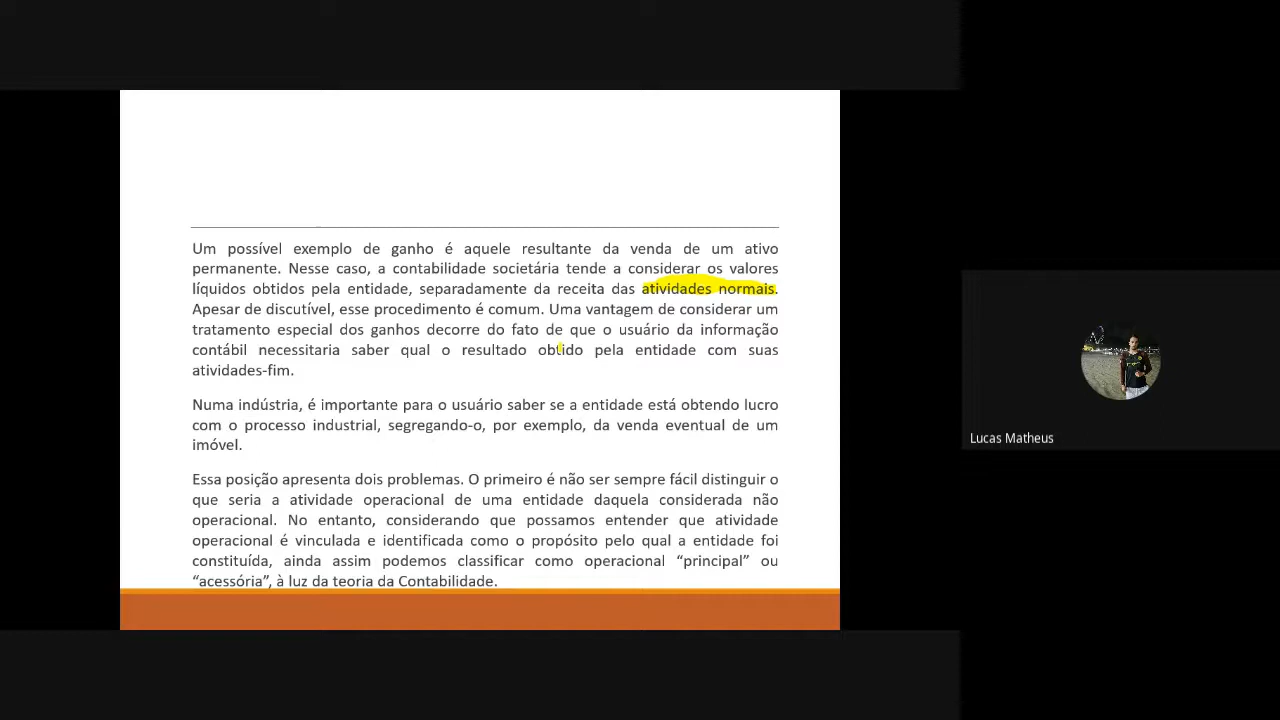 Um possível exemplo de ganho é aquele resultante da venda de um ativo
permanente. Nesse caso, a contabilidade societária tende a considerar os valores
líquidos obtidos pela entidade, separadamente da receita das atividades normais.
Apesar de discutível, esse procedimento é comum. Uma vantagem de considerar um
tratamento especial dos ganhos decorre do fato de que o usuário da informação
contábil necessitaria saber qual o resultado obtido pela entidade com suas
atividades-fim.
Numa indústria, é importante para o usuário saber se a entidade está obtendo lucro
com o processo industrial, segregando-o, por exemplo, da venda eventual de um
imóvel.
Essa posição apresenta dois problemas. O primeiro é não ser sempre fácil distinguir o
que seria a atividade operacional de uma entidade daquela considerada não
operacional. No entanto, considerando que possamos entender que atividade
operacional é vinculada e identificada como o propósito pelo qual a entidade foi
constituída, ainda assim podemos classificar como operacional “principal” ou
“acessória”, à luz da teoria da Contabilidade.
Lucas Matheus